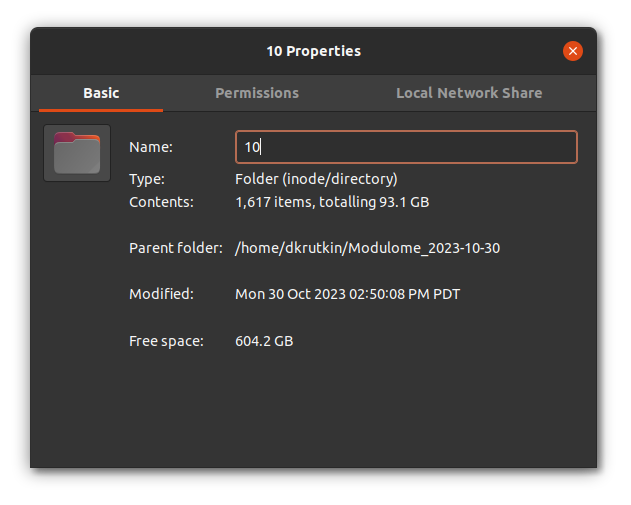 10 Properties
Basic Permissions Local Network Share
Name: 10
Type: Folder (inode/directory)
Contents: 1,617 items, totalling 93.1 GB
Parent folder: /home/dkrutkin/Modulome_2023-10-30
Modified: Mon 30 Oct 2023 02:50:08 PM PDT
Free space: 604.2 GB